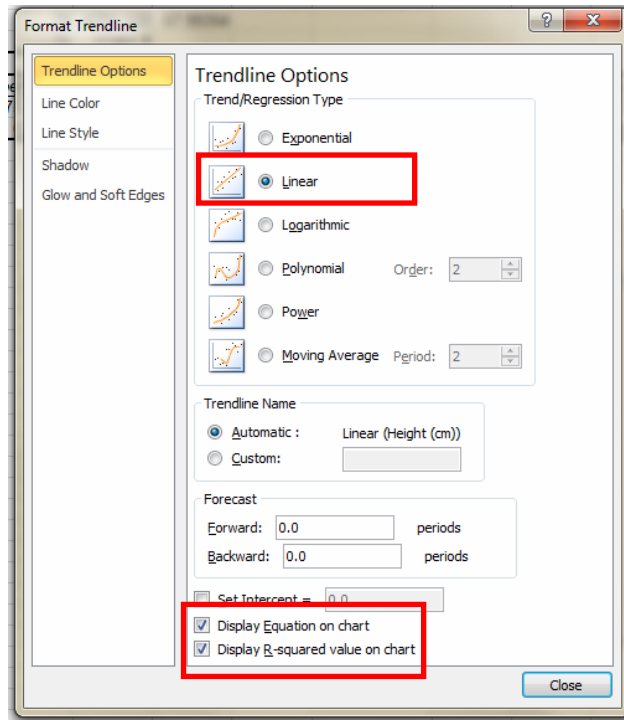 Format Trendline
?
X
Trendline Options
Line Color
Line Style
Shadow
Glow and Soft Edges
Trendline Options
Trend/Regression Type
Exponential
Linear
Logarithmic
Polynomial Order: 2
Power
Moving Average Period: 2
Trendline Name
Automatic : Linear (Height (cm))
Custom:
Forecast
Forward: 0.0 periods
Backward: 0.0 periods
Set Intercept = 0.0
Display Equation on chart
Display R-squared value on chart
Close